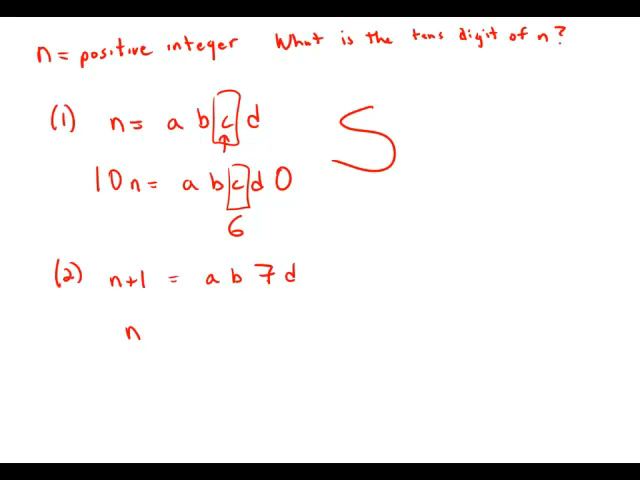 n = positive integer What is the tens digit of n?
(1) n = a b c d S
↑
10n = a b c d 0
6
(2) n+1 = a b 7 d
n